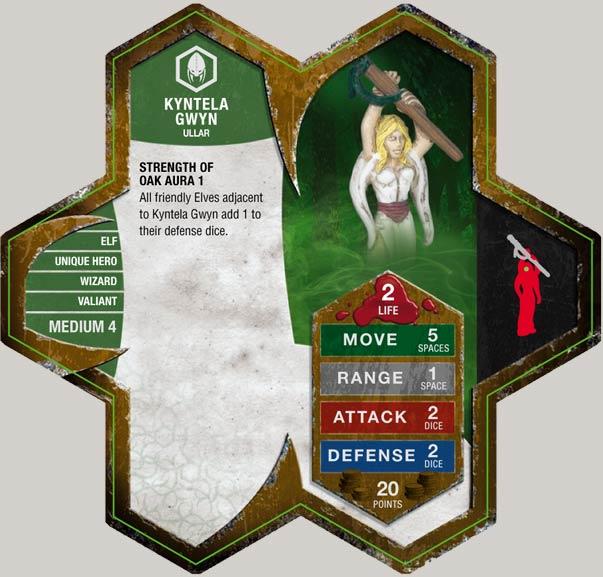 KYNTELA
GWYN
ULLAR
STRENGTH OF
OAK AURA 1
All friendly Elves adjacent
to Kyntela Gwyn add 1 to
their defense dice.
ELF
UNIQUE HERO
WIZARD
VALIANT
MEDIUM 4
2
LIFE
MOVE 5
SPACES
RANGE 1
SPACE
ATTACK 2
DICE
DEFENSE 2
DICE
20
POINTS